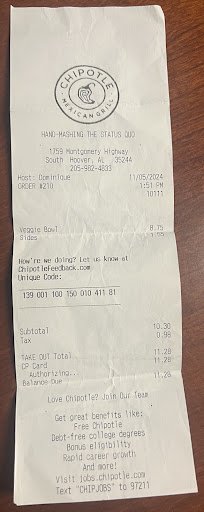 CHIPOTLE
MEXICAN GRILL
HAND-MASHING THE STATUS QUO
1759 Montgomery Highway
South Hoover, AL 35244
205-982-4833
Host: Dominique 11/05/2024
ORDER #210 1:51 PM
10111
Veggie Bowl 8.75
Sides
How're we doing? Let us know at
ChipotleFeedback.com
Unique Code:
139 001 100 150 010 411 81
Subtotal 10.30
Tax 0.98
TAKE OUT Total 11.28
CP Card 11.28
Authorizing...
Balance Due 11.28
Love Chipotle? Join Our Team
Get great benefits like:
Free Chipotle
Debt-free college degrees
Bonus eligibility
Rapid career growth
And more!
Visit jobs.chipotle.com
Text "CHIPJOBS" to 97211